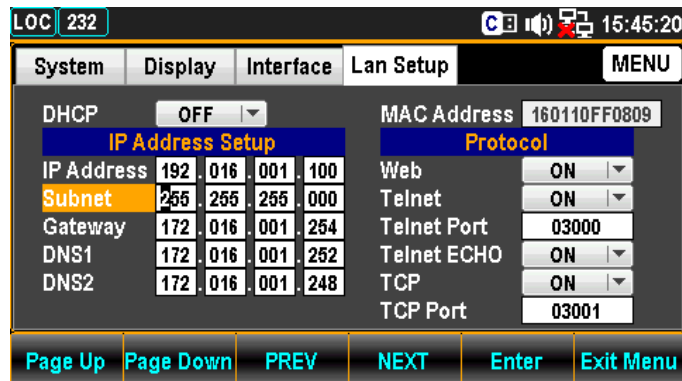 LOC 232 C 15:45:20
System Display Interface Lan Setup MENU
DHCP OFF MAC Address 160110FF0809
IP Address Setup Protocol
IP Address 192 . 016 . 001 . 100 Web ON
Subnet 255 . 255 . 255 . 000 Telnet ON
Gateway 172 . 016 . 001 . 254 Telnet Port 03000
DNS1 172 . 016 . 001 . 252 Telnet ECHO ON
DNS2 172 . 016 . 001 . 248 TCP ON
TCP Port 03001
Page Up Page Down PREV NEXT Enter Exit Menu